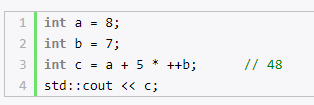 1 int a = 8;
2 int b = 7;
3 int c = a + 5 * ++b; // 48
4 std::cout << c;